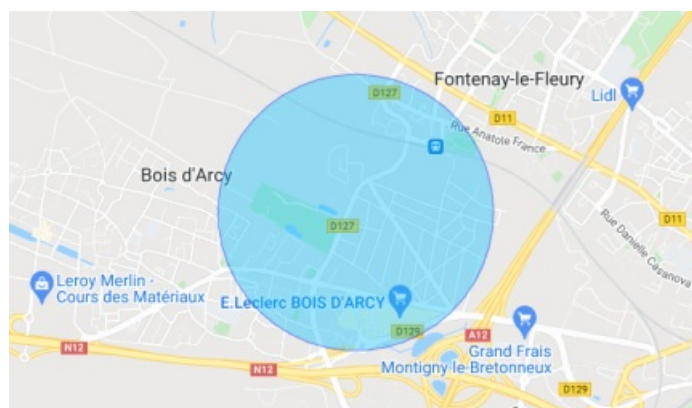 D127
Fontenay-le-Fleury
Lidl
D11
Rue Anatole France
Bois d'Arcy
D127
D11
Rue Danielle Casanova
Leroy Merlin -
Cours des Matériaux
E.Leclerc BOIS D'ARCY
D129
A12
N12
Grand Frais
Montigny le Bretonneux
N12
D129